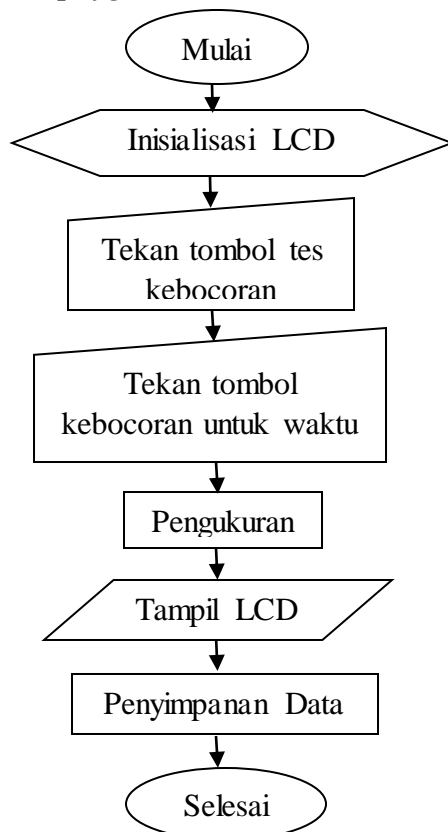 Mulai
Inisialisasi LCD
Tekan tombol tes
kebocoran
Tekan tombol
kebocoran untuk waktu
Pengukuran
Tampil LCD
Penyimpanan Data
Selesai